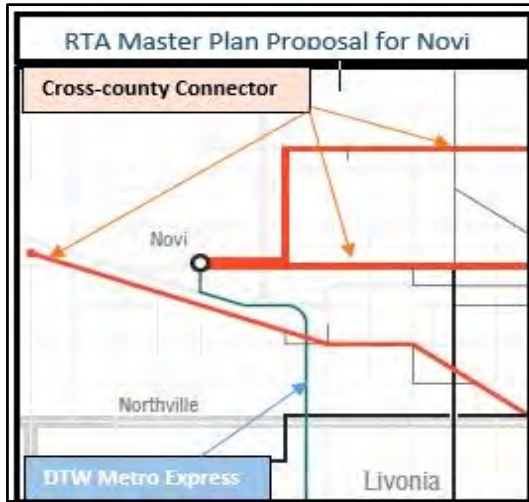 RTA Master Plan Proposal for Novi
Cross-county Connector
Novi
Northville
DTW Metro Express
Livonia